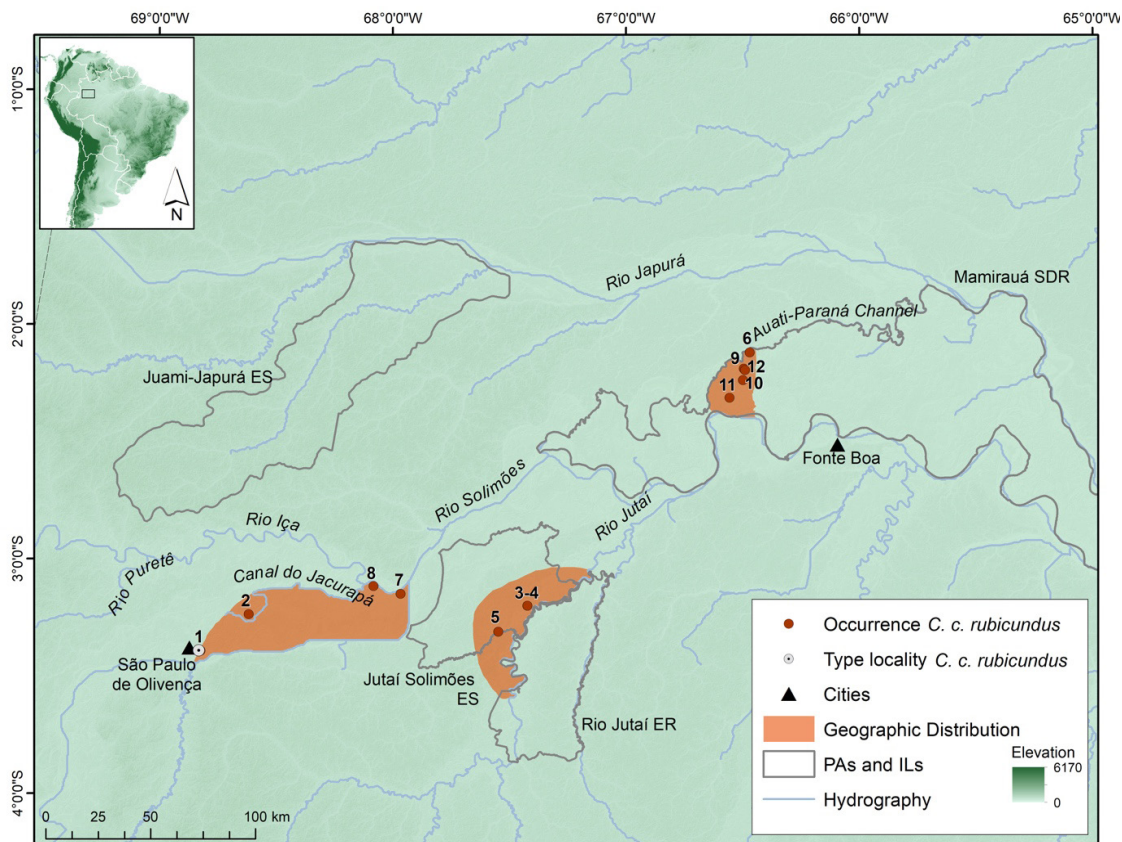 69°0'0"W 68°0'0"W 67°0'0"W 66°0'0"W 65°0'0"W
1°0'0"S
2°0'0"S
3°0'0"S
4°0'0"S
N
Rio Japurá
Mamirauá SDR
Auati-Paraná Channel
6
9
12
10
11
Juami-Japurá ES
Fonte Boa
Rio Solimões
Rio Jutaí
Rio Iça
Rio Puretê
Canal do Jacurapá
8
7
2
1
3-4
5
São Paulo
de Olivença
Jutaí Solimões
ES
Rio Jutaí ER
Occurrence C. c. rubicundus
Type locality C. c. rubicundus
Cities
Geographic Distribution
PAs and ILs
Hydrography
Elevation
6170
0
0 25 50 100 km